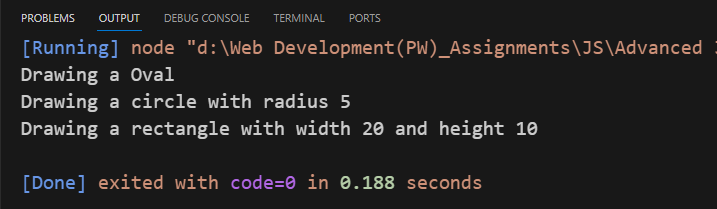 PROBLEMS OUTPUT DEBUG CONSOLE TERMINAL PORTS
[Running] node "d:\Web Development(PW)_Assignments\JS\Advanced
Drawing a Oval
Drawing a circle with radius 5
Drawing a rectangle with width 20 and height 10
[Done] exited with code=0 in 0.188 seconds